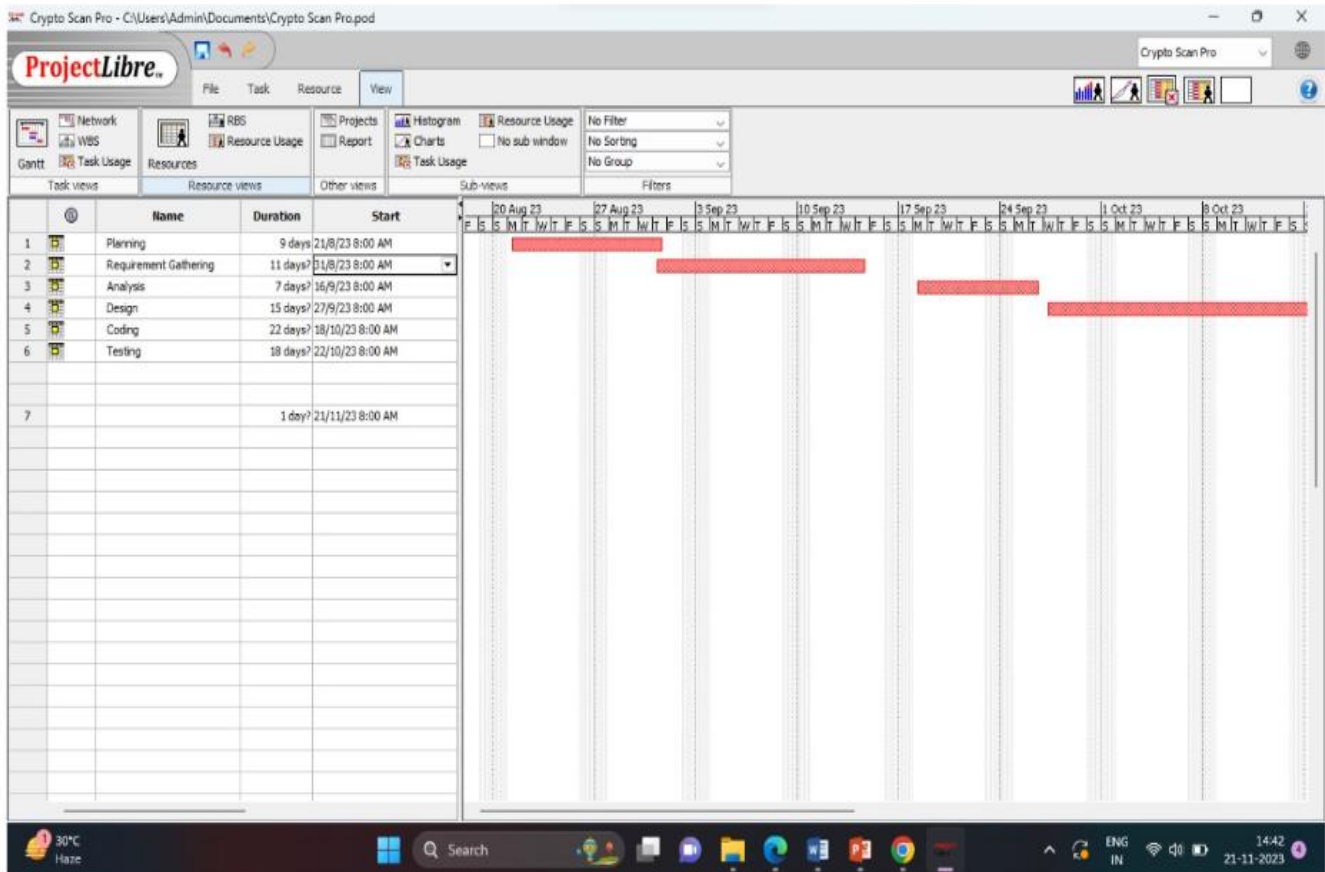 Crypto Scan Pro - C:\Users\Admin\Documents\Crypto Scan Pro.pod
ProjectLibre
Crypto Scan Pro
File Task Resource View
Network RBS Projects Histogram Resource Usage No Filter
WBS Resource Usage Report Charts No sub window No Sorting
Gantt Task Usage Resources Task Usage No Group
Task views Resource views Other views Sub-views Filters
Name Duration Start
20 Aug 23 27 Aug 23 3 Sep 23 10 Sep 23 17 Sep 23 24 Sep 23 1 Oct 23 8 Oct 23
F S S M T W T F S S M T W T F S S M T W T F S S M T W T F S S M T W T F S S M T W T F S S M T W T F S S M T W T F S
1 Planning 9 days 21/8/23 8:00 AM
2 Requirement Gathering 11 days? 31/8/23 8:00 AM
3 Analysis 7 days? 16/9/23 8:00 AM
4 Design 15 days? 27/9/23 8:00 AM
5 Coding 22 days? 18/10/23 8:00 AM
6 Testing 18 days? 22/10/23 8:00 AM
7 1 day? 21/11/23 8:00 AM
1 30°C
Haze
Search
ENG
IN
14:42
21-11-2023
4